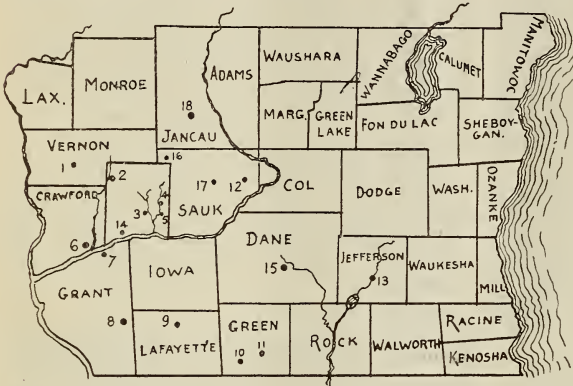 LAX.
MONROE
ADAMS
WAUSHARA
WANNABAGO
CALUMET
MANITOWOC
18
JANCAU
MARG.
GREEN
LAKE
FON DU LAC
SHEBOY-
GAN.
VERNON
1
2
16
17
12
SAUK
COL
DODGE
WASH.
OZANKE
CRAWFORD
3
4
5
6
14
7
IOWA
DANE
15
JEFFERSON
13
WAUKESHA
MILL
GRANT
8
9
LAFAYETTE
GREEN
10
11
ROCK
WALWORTH
RACINE
KENOSHA